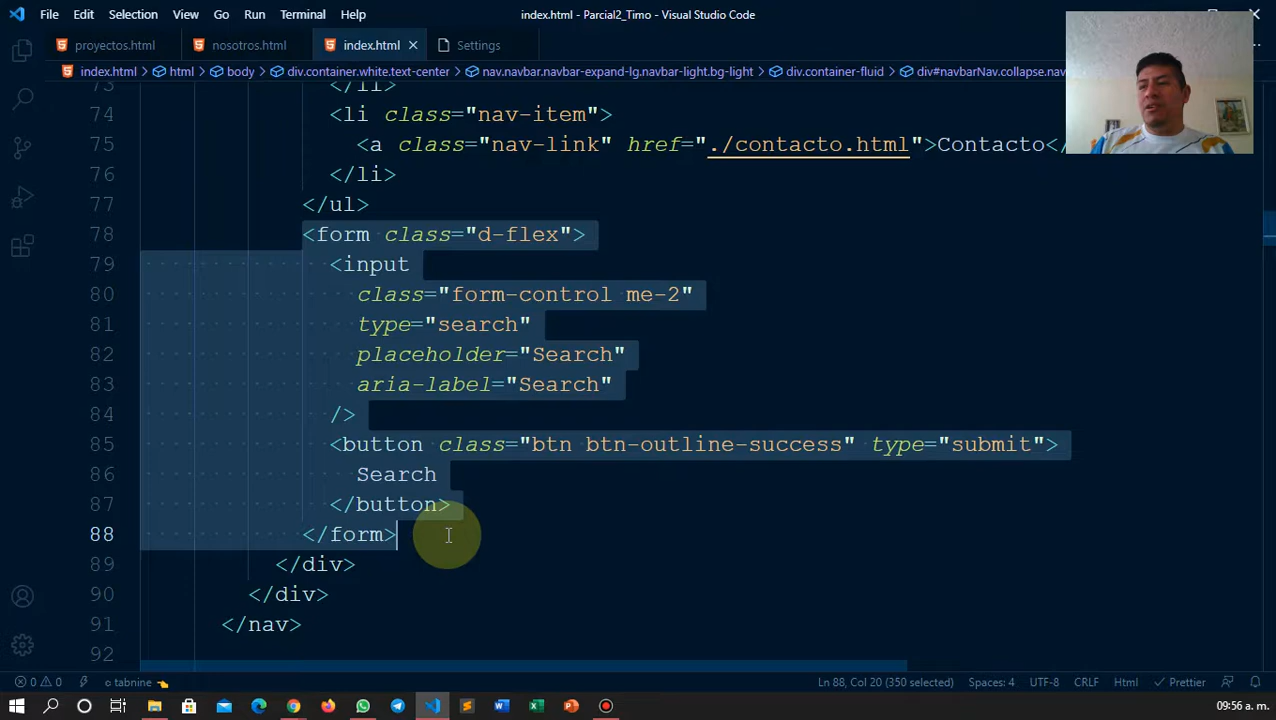 File Edit Selection View Go Run Terminal Help index.html - Parcial2_Timo - Visual Studio Code
proyectos.html nosotros.html index.html Settings
index.html html body div.container.white.text-center nav.navbar.navbar-expand-lg.navbar-light.bg-light div.container-fluid div#navbarNav.collapse.nav
73 </li>
74 <li class="nav-item">
75 <a class="nav-link" href="./contacto.html">Contacto</
76 </li>
77 </ul>
78 <form class="d-flex">
79 <input
80 class="form-control me-2"
81 type="search"
82 placeholder="Search"
83 aria-label="Search"
84 />
85 <button class="btn btn-outline-success" type="submit">
86 Search
87 </button>
88 </form>
89 </div>
90 </div>
91 </nav>
92
0 0 tabnine Ln 88, Col 20 (350 selected) Spaces: 4 UTF-8 CRLF Html Prettier
09:56 a. m.